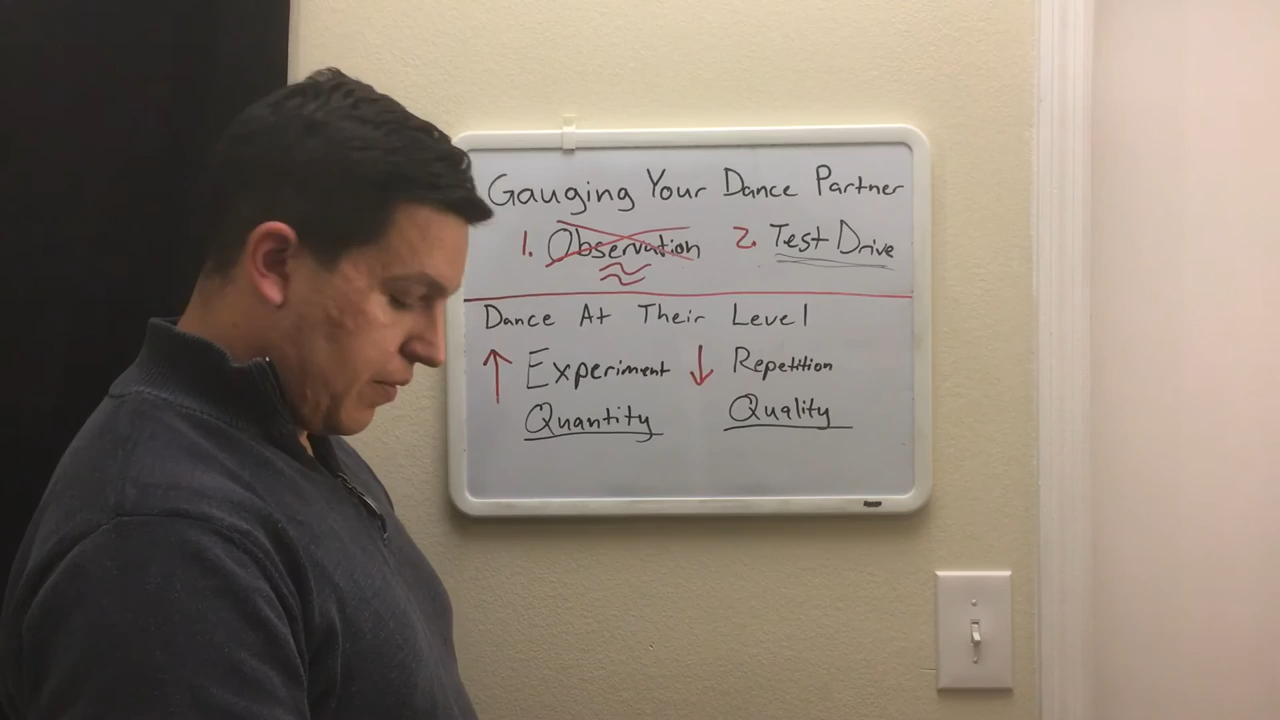 Gauging Your Dance Partner
1. Observation 2. Test Drive
Dance At Their Level
↑ Experiment ↓ Repetition
Quantity Quality